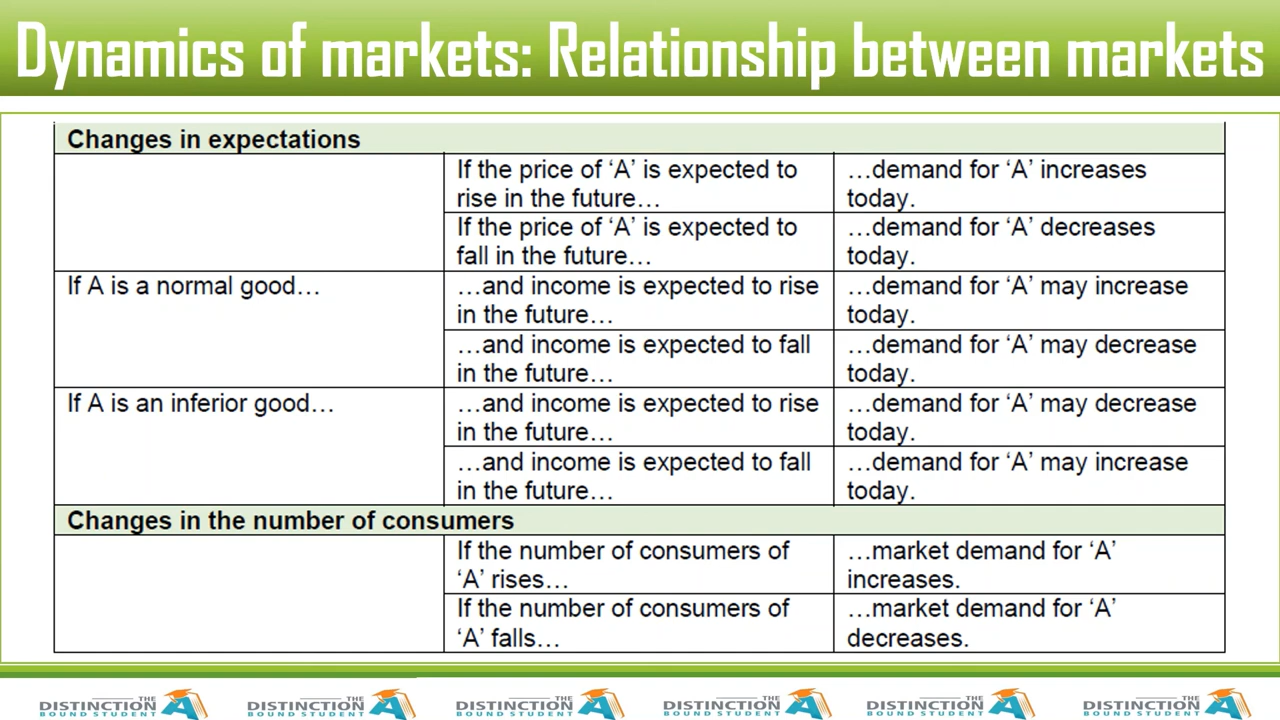 Dynamics of markets: Relationship between markets
Changes in expectations
If the price of ‘A’ is expected to
rise in the future…
…demand for ‘A’ increases
today.
If the price of ‘A’ is expected to
fall in the future…
…demand for ‘A’ decreases
today.
If A is a normal good…
…and income is expected to rise
in the future…
…demand for ‘A’ may increase
today.
…and income is expected to fall
in the future…
…demand for ‘A’ may decrease
today.
If A is an inferior good…
…and income is expected to rise
in the future…
…demand for ‘A’ may decrease
today.
…and income is expected to fall
in the future…
…demand for ‘A’ may increase
today.
Changes in the number of consumers
If the number of consumers of
‘A’ rises…
…market demand for ‘A’
increases.
If the number of consumers of
‘A’ falls…
…market demand for ‘A’
decreases.
THE
DISTINCTION
BOUND STUDENT
A
THE
DISTINCTION
BOUND STUDENT
A
THE
DISTINCTION
BOUND STUDENT
A
THE
DISTINCTION
BOUND STUDENT
A
THE
DISTINCTION
BOUND STUDENT
A
THE
DISTINCTION
BOUND STUDENT
A